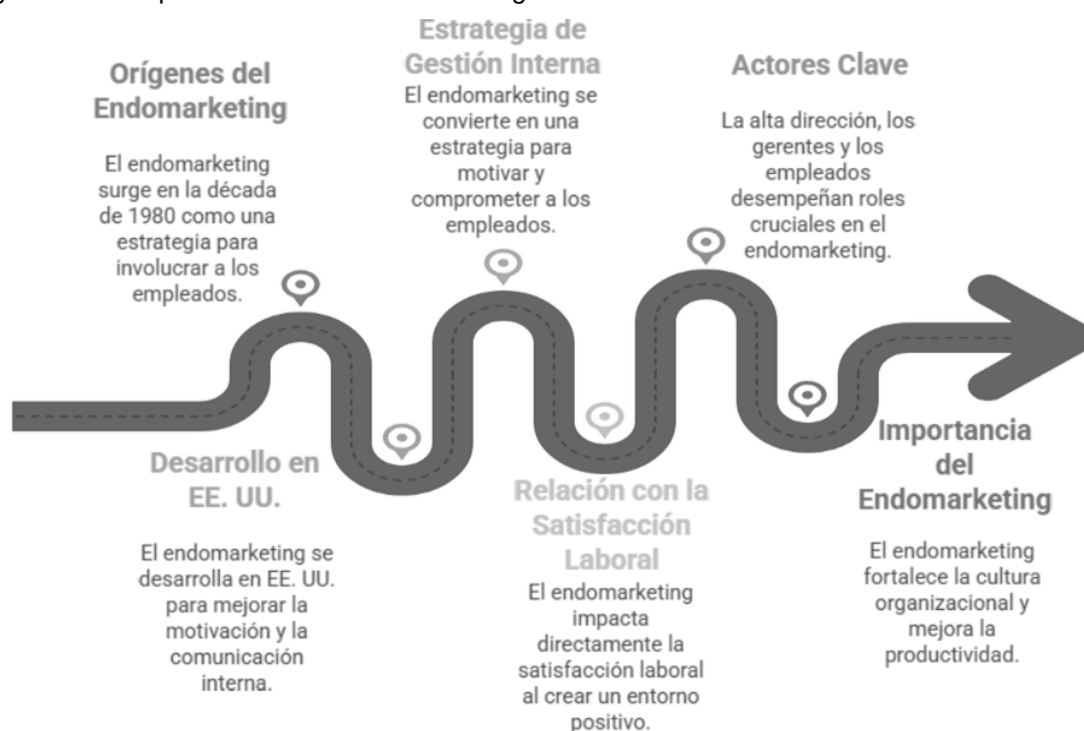 Orígenes del
Endomarketing
El endomarketing
surge en la década
de 1980 como una
estrategia para
involucrar a los
empleados.
Desarrollo en
EE. UU.
El endomarketing se
desarrolla en EE. UU.
para mejorar la
motivación y la
comunicación
interna.
Estrategia de
Gestión Interna
El endomarketing se
convierte en una
estrategia para
motivar y
comprometer a los
empleados.
Relación con la
Satisfacción
Laboral
El endomarketing
impacta
directamente la
satisfacción laboral
al crear un entorno
positivo.
Actores Clave
La alta dirección, los
gerentes y los
empleados
desempeñan roles
cruciales en el
endomarketing.
Importancia
del
Endomarketing
El endomarketing
fortalece la cultura
organizacional y
mejora la
productividad.